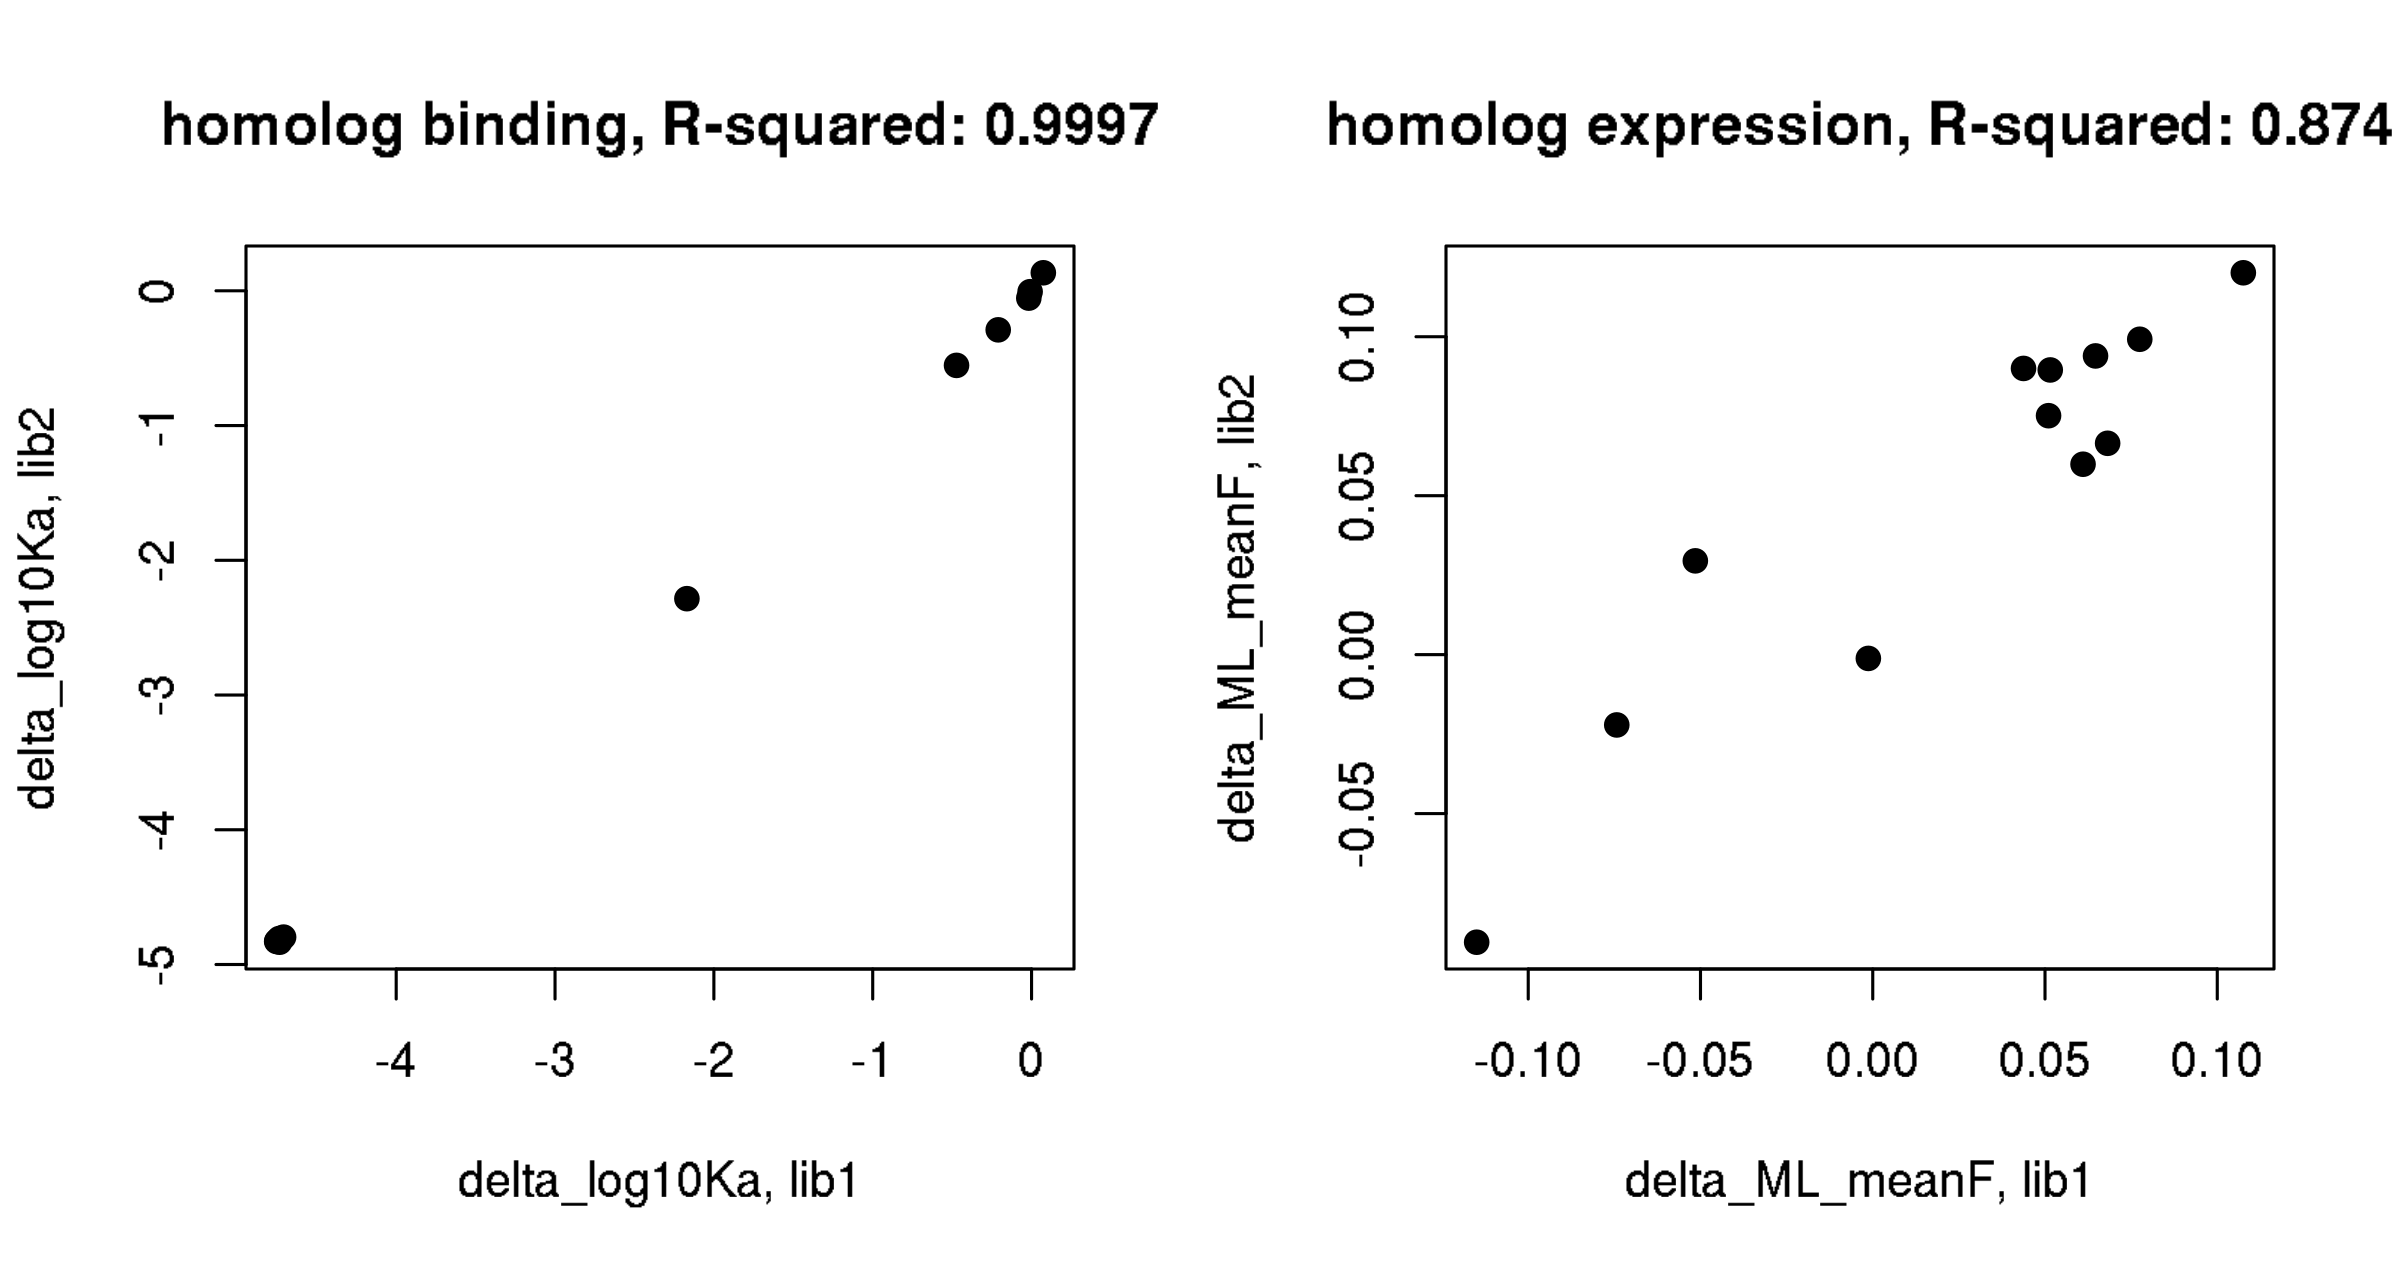 homolog binding, R-squared: 0.9997
delta_log10Ka, lib2
0
-1
-2
-3
-4
-5
-4 -3 -2 -1 0
delta_log10Ka, lib1
homolog expression, R-squared: 0.874
delta_ML_meanF, lib2
0.10
0.05
0.00
-0.05
-0.10 -0.05 0.00 0.05 0.10
delta_ML_meanF, lib1